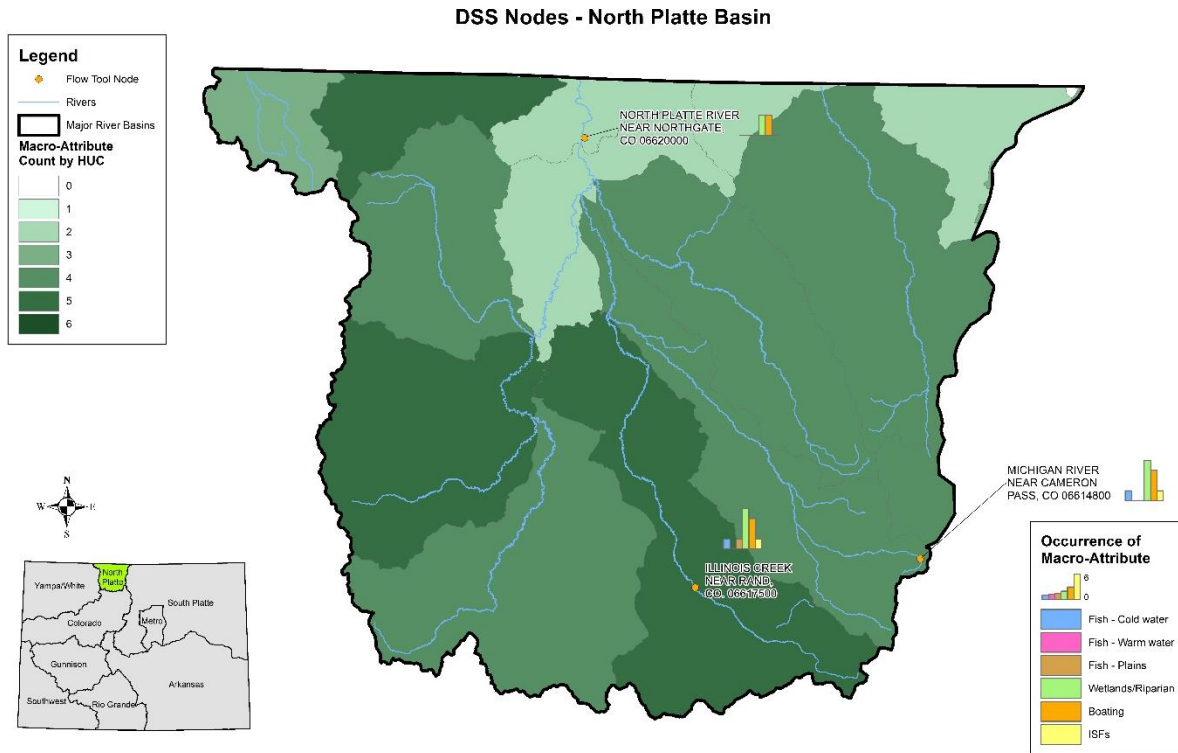 DSS Nodes - North Platte Basin
Legend
Flow Tool Node
Rivers
Major River Basins
Macro-Attribute
Count by HUC
0
1
2
3
4
5
6
NORTH PLATTE RIVER
NEAR NORTHGATE,
CO 06620000
MICHIGAN RIVER
NEAR CAMERON
PASS, CO 06614800
ILLINOIS CREEK
NEAR RAND,
CO. 06617500
N
W
E
S
North
Platte
Yampa/White
South Platte
Colorado
Metro
Gunnison
Arkansas
Southwest
Rio Grande
Occurrence of
Macro-Attribute
6
0
Fish - Cold water
Fish - Warm water
Fish - Plains
Wetlands/Riparian
Boating
ISFs